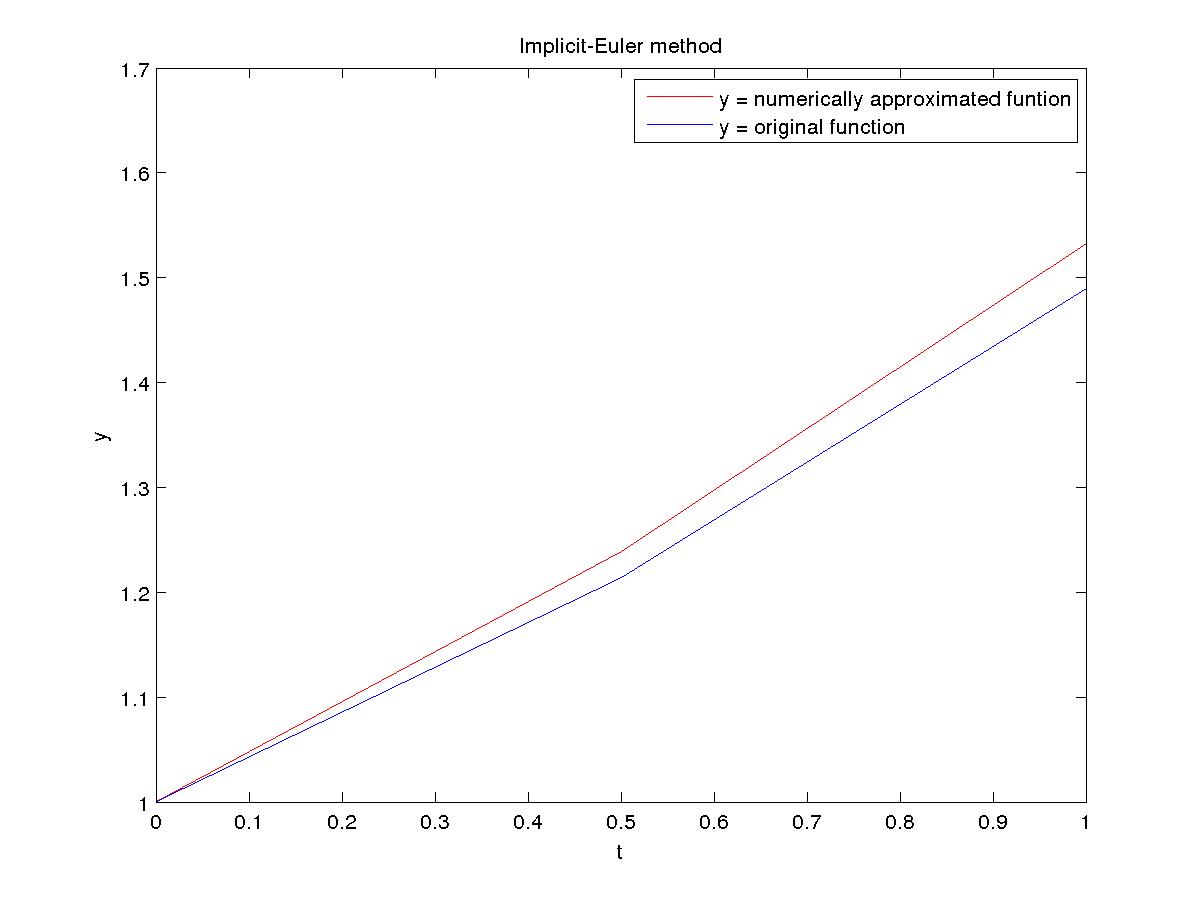 Implicit-Euler method
1.7
y = numerically approximated funtion
y = original function
1.6
1.5
1.4
y
1.3
1.2
1.1
1
0 0.1 0.2 0.3 0.4 0.5 0.6 0.7 0.8 0.9 1
t